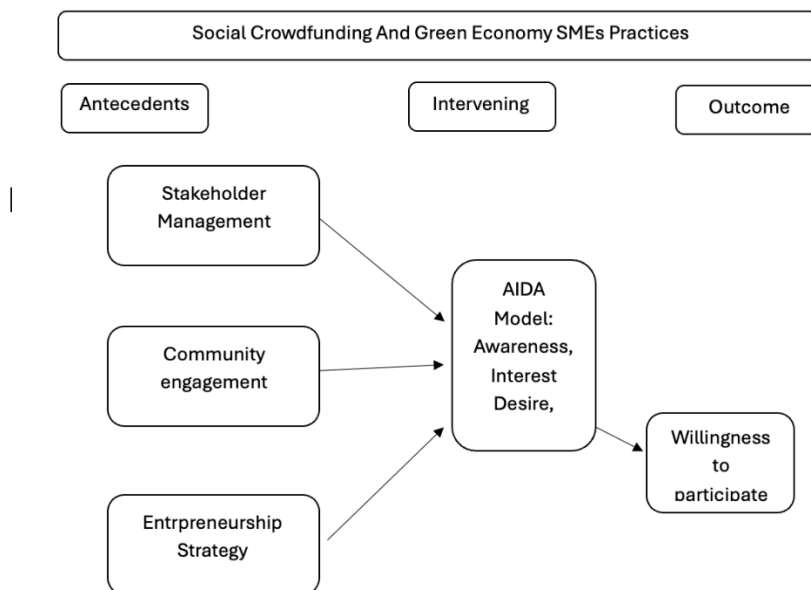 Social Crowdfunding And Green Economy SMEs Practices
Antecedents
Intervening
Outcome
Stakeholder
Management
Community
engagement
Entrpreneurship
Strategy
AIDA
Model:
Awareness,
Interest
Desire,
Willingness
to
participate